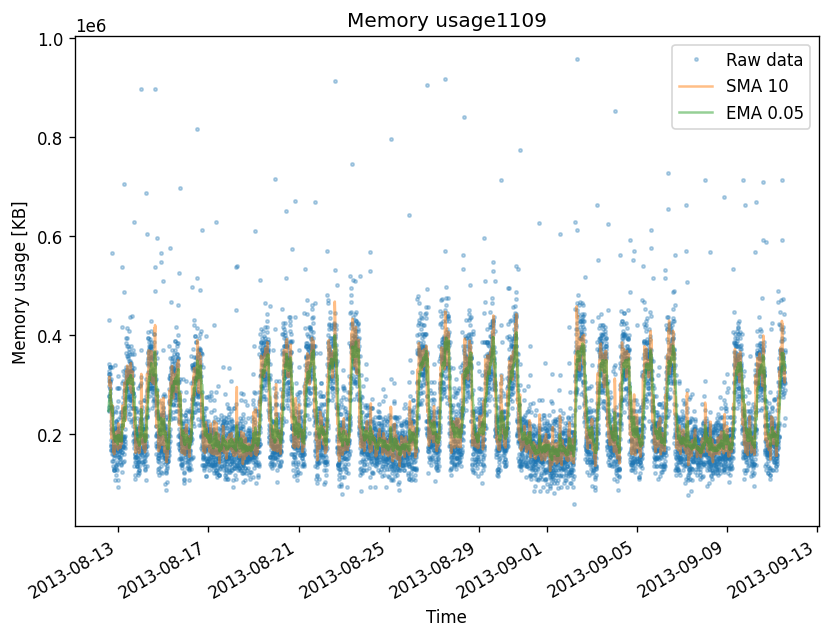 Memory usage1109
1e6
Raw data
SMA 10
EMA 0.05
1.0
0.8
0.6
0.4
0.2
Memory usage [KB]
2013-08-13
2013-08-17
2013-08-21
2013-08-25
2013-08-29
2013-09-01
2013-09-05
2013-09-09
2013-09-13
Time